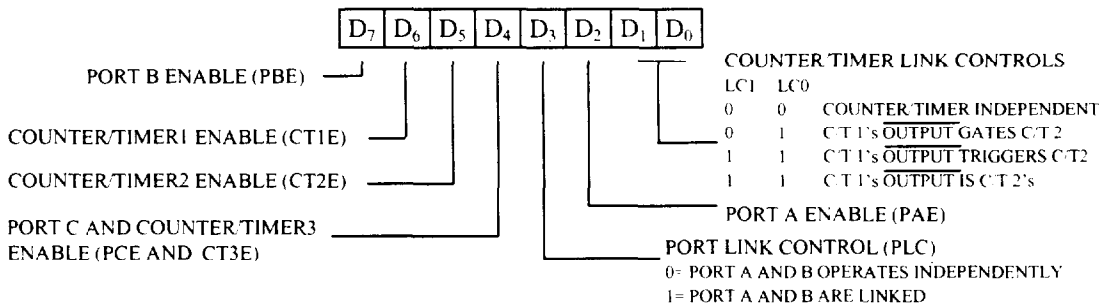 D₇ D₆ D₅ D₄ D₃ D₂ D₁ D₀
PORT B ENABLE (PBE)
COUNTER/TIMER1 ENABLE (CT1E)
COUNTER/TIMER2 ENABLE (CT2E)
PORT C AND COUNTER/TIMER3
ENABLE (PCE AND CT3E)
COUNTER/TIMER LINK CONTROLS
LC1 LC0
0 0 COUNTER/TIMER INDEPENDENT
0 1 C/T 1's OUTPUT GATES C/T 2
1 1 C/T 1's OUTPUT TRIGGERS C/T2
1 1 C/T 1's OUTPUT IS C/T 2's
PORT A ENABLE (PAE)
PORT LINK CONTROL (PLC)
0= PORT A AND B OPERATES INDEPENDENTLY
1= PORT A AND B ARE LINKED